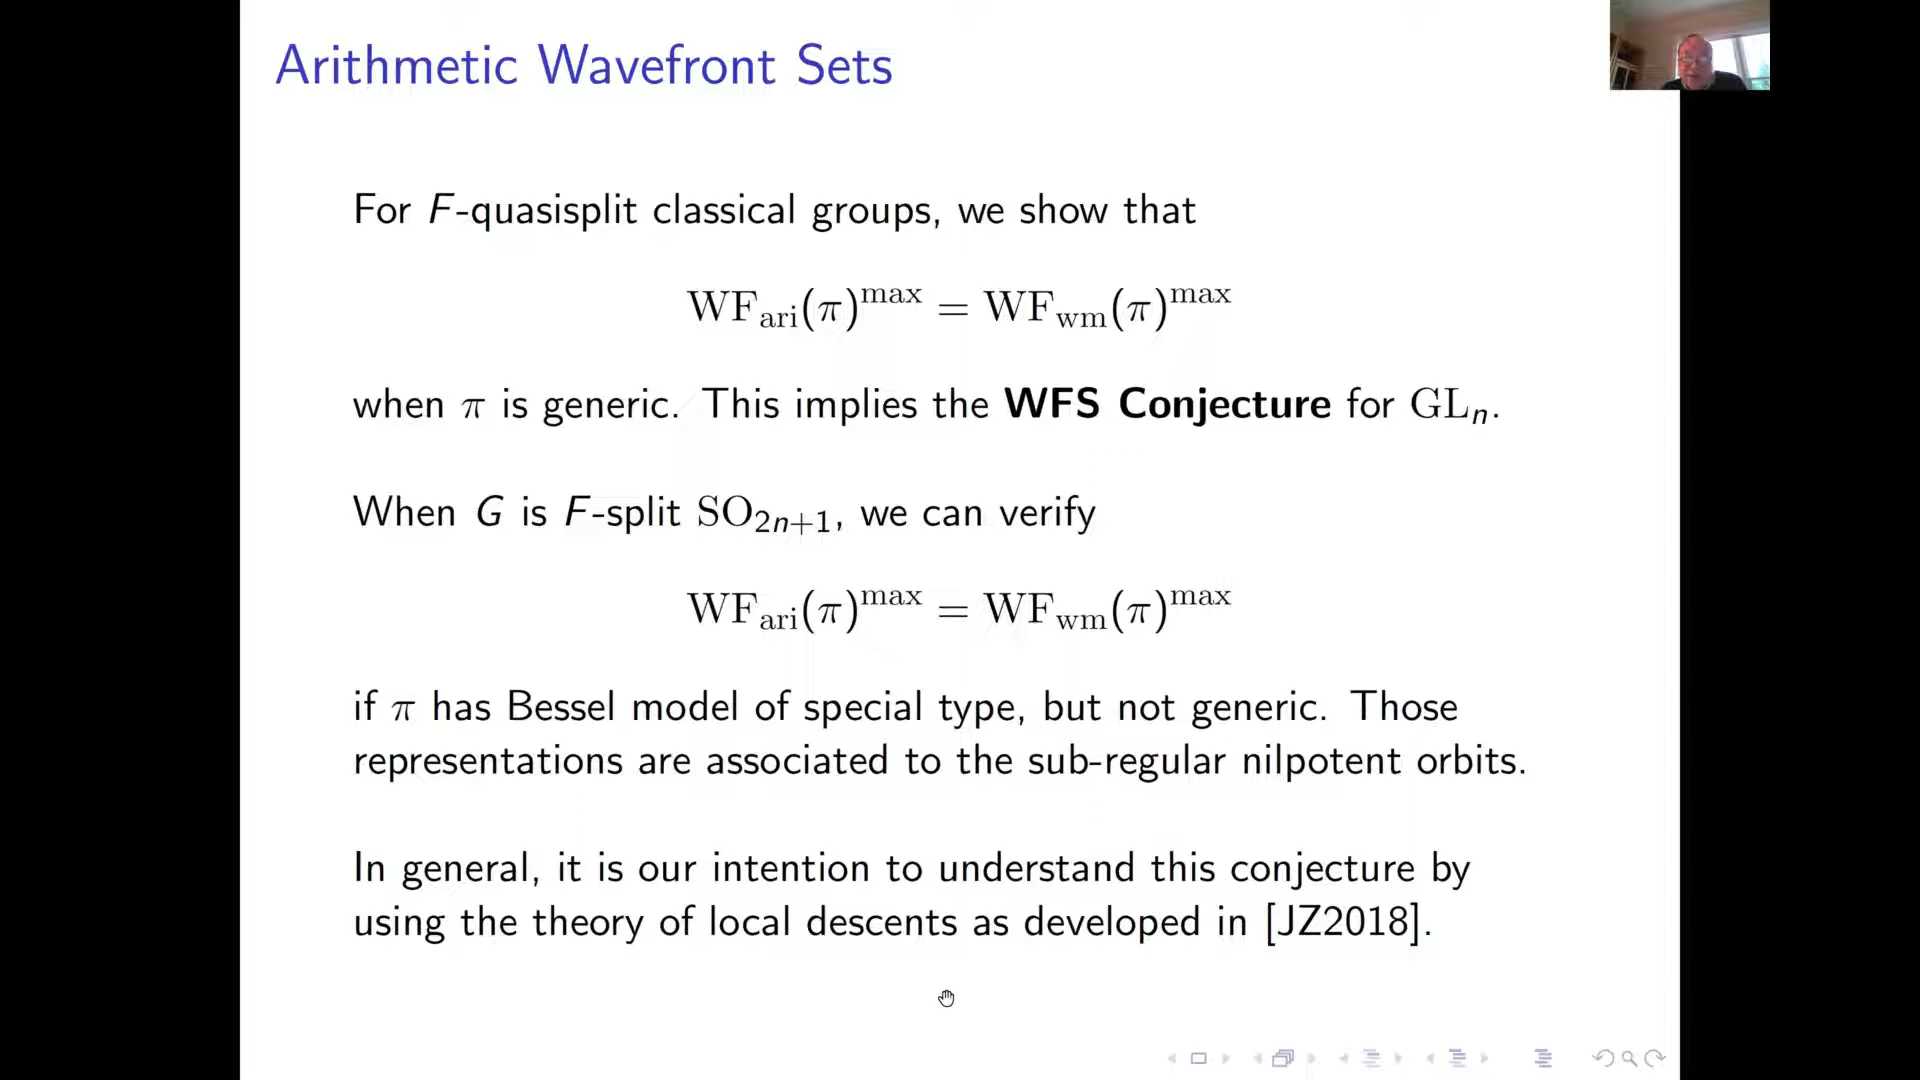 Arithmetic Wavefront Sets
For F-quasisplit classical groups, we show that
WF_ari(π)^max = WF_wm(π)^max
when π is generic. This implies the WFS Conjecture for GL_n.
When G is F-split SO_{2n+1}, we can verify
WF_ari(π)^max = WF_wm(π)^max
if π has Bessel model of special type, but not generic. Those
representations are associated to the sub-regular nilpotent orbits.
In general, it is our intention to understand this conjecture by
using the theory of local descents as developed in [JZ2018].